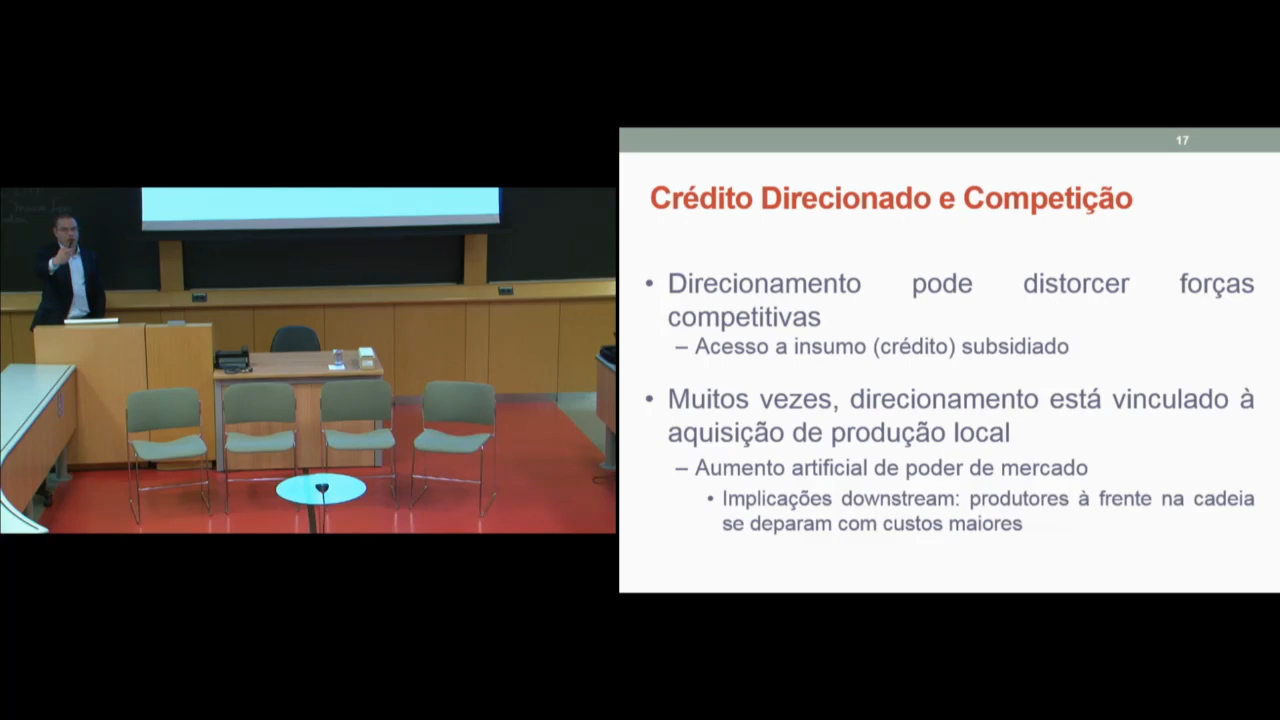 17
Crédito Direcionado e Competição
• Direcionamento pode distorcer forças
competitivas
– Acesso a insumo (crédito) subsidiado
• Muitos vezes, direcionamento está vinculado à
aquisição de produção local
– Aumento artificial de poder de mercado
• Implicações downstream: produtores à frente na cadeia
se deparam com custos maiores